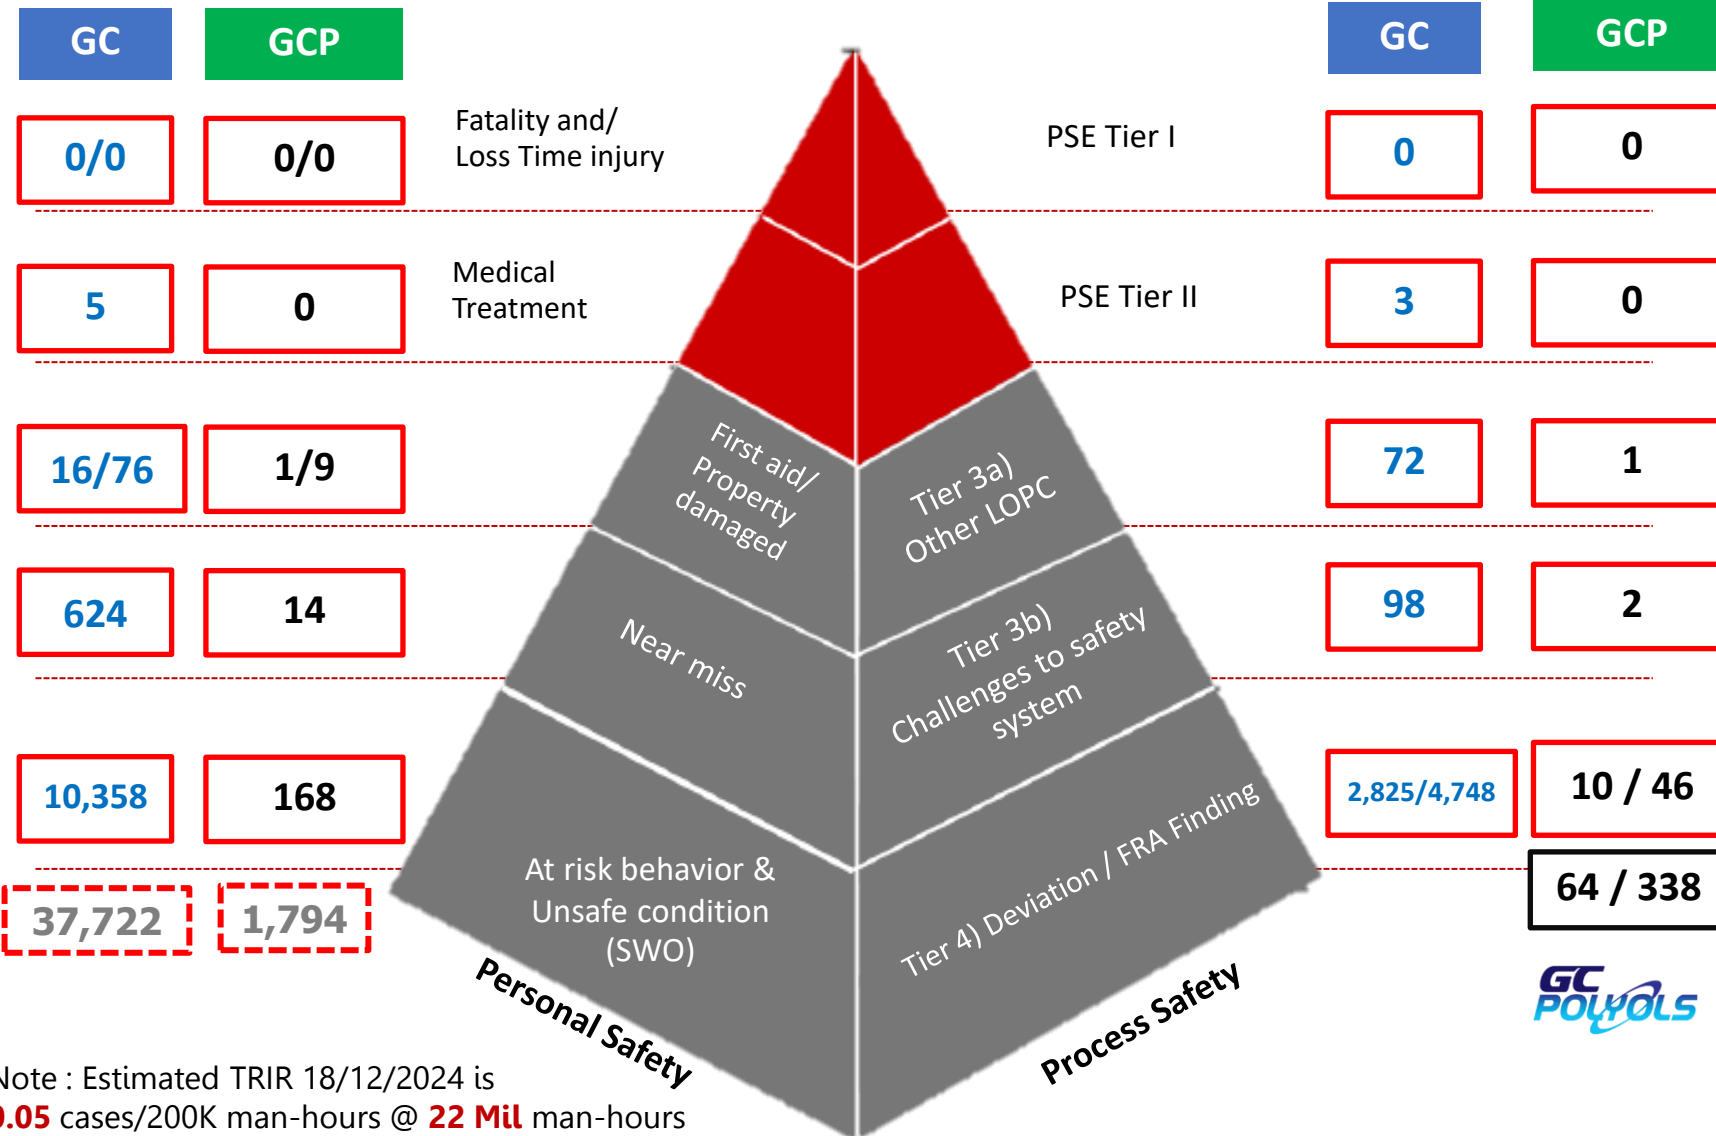 GC GCP GC GCP
Fatality and/
Loss Time injury
0/0 0/0 PSE Tier I 0 0
Medical
Treatment
5 0 PSE Tier II 3 0
16/76 1/9 72 1
First aid/
Property
damaged
Tier 3a)
Other LOPC
624 14 98 2
Near miss
Tier 3b)
Challenges to safety
system
10,358 168 2,825/4,748 10 / 46
At risk behavior &
Unsafe condition
(SWO)
Tier 4) Deviation / FRA Finding
37,722 1,794 64 / 338
Personal Safety
Process Safety
GC
POLYOLS
Note : Estimated TRIR 18/12/2024 is
0.05 cases/200K man-hours @ 22 Mil man-hours